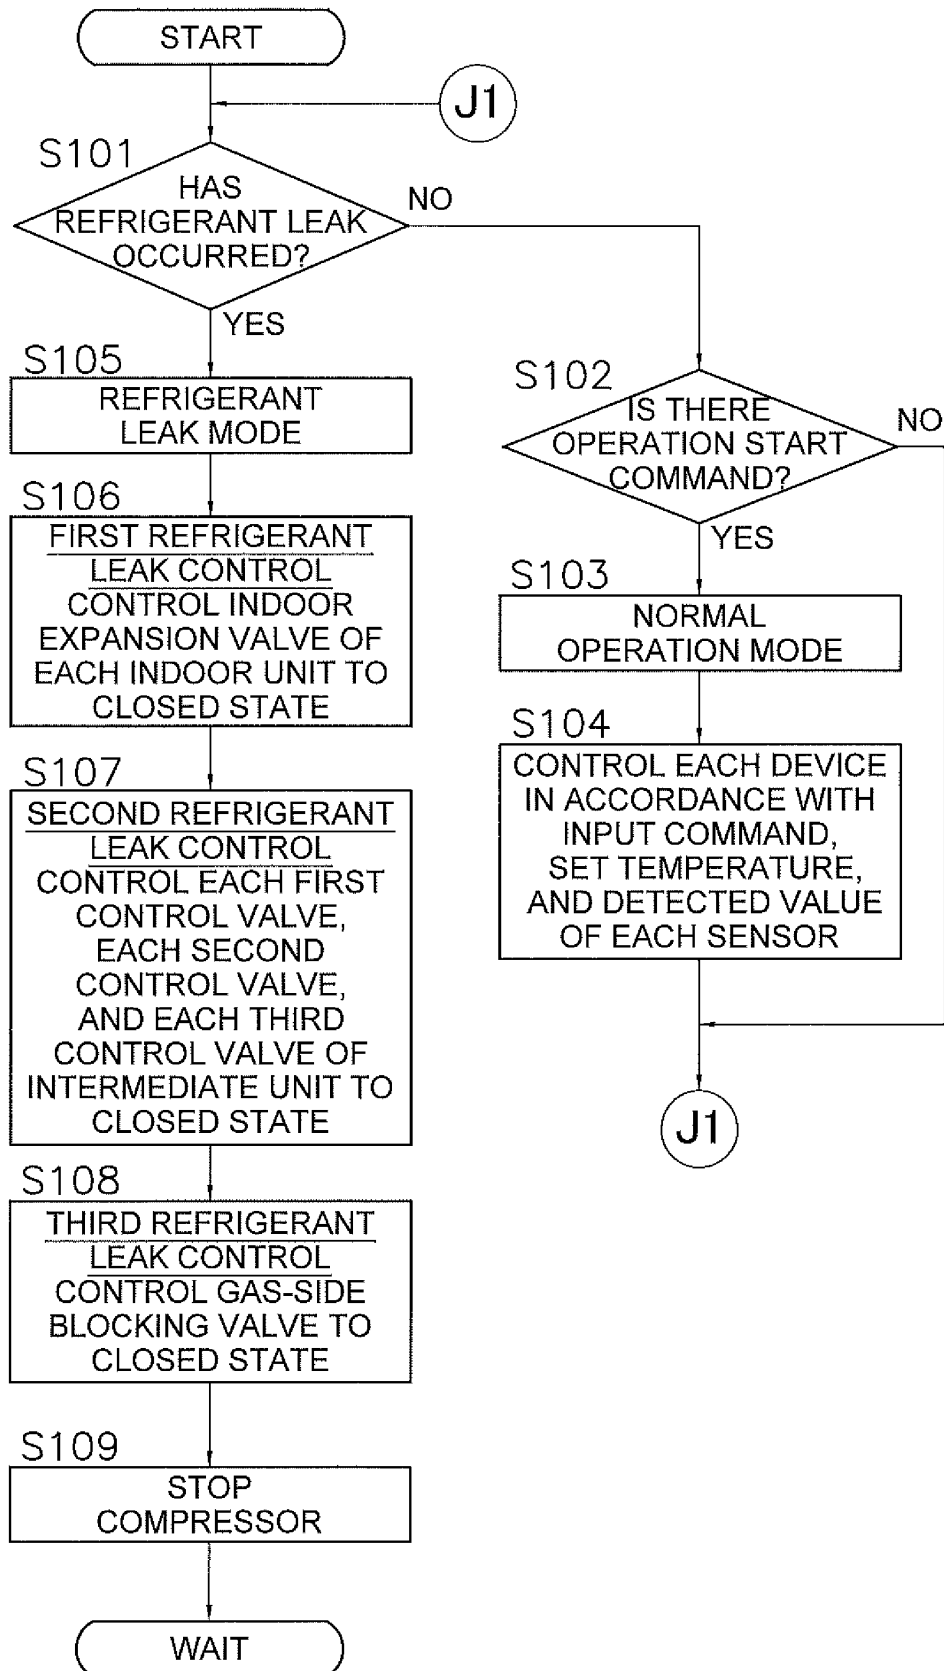 START
J1
S101
HAS
REFRIGERANT LEAK
OCCURRED?
NO
YES
S105
REFRIGERANT
LEAK MODE
S106
FIRST REFRIGERANT
LEAK CONTROL
CONTROL INDOOR
EXPANSION VALVE OF
EACH INDOOR UNIT TO
CLOSED STATE
S107
SECOND REFRIGERANT
LEAK CONTROL
CONTROL EACH FIRST
CONTROL VALVE,
EACH SECOND
CONTROL VALVE,
AND EACH THIRD
CONTROL VALVE OF
INTERMEDIATE UNIT TO
CLOSED STATE
S108
THIRD REFRIGERANT
LEAK CONTROL
CONTROL GAS-SIDE
BLOCKING VALVE TO
CLOSED STATE
S109
STOP
COMPRESSOR
WAIT
S102
IS THERE
OPERATION START
COMMAND?
NO
YES
S103
NORMAL
OPERATION MODE
S104
CONTROL EACH DEVICE
IN ACCORDANCE WITH
INPUT COMMAND,
SET TEMPERATURE,
AND DETECTED VALUE
OF EACH SENSOR
J1